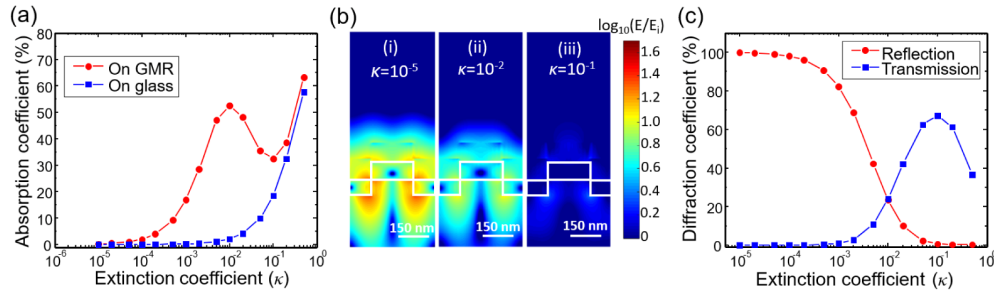 (a)
Absorption coefficient (%)
80
70
60
50
40
30
20
10
0
On GMR
On glass
10⁻⁶ 10⁻⁵ 10⁻⁴ 10⁻³ 10⁻² 10⁻¹ 10⁰
Extinction coefficient (κ)
(b)
log₁₀(E/Eᵢ)
(i) (ii) (iii)
κ=10⁻⁵ κ=10⁻² κ=10⁻¹
150 nm 150 nm 150 nm
1.6
1.4
1.2
1.0
0.8
0.6
0.4
0.2
0
(c)
Diffraction coefficient (%)
100
80
60
40
20
0
Reflection
Transmission
10⁻⁵ 10⁻⁴ 10⁻³ 10⁻² 10⁻¹ 10⁰
Extinction coefficient (κ)